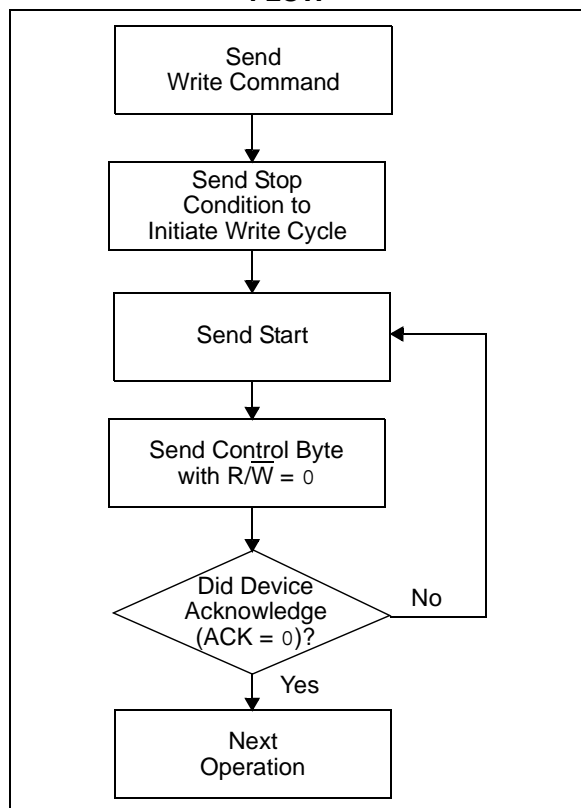 Send
Write Command
Send Stop
Condition to
Initiate Write Cycle
Send Start
Send Control Byte
with R/W̅ = 0
Did Device
Acknowledge
(ACK = 0)?
No
Yes
Next
Operation